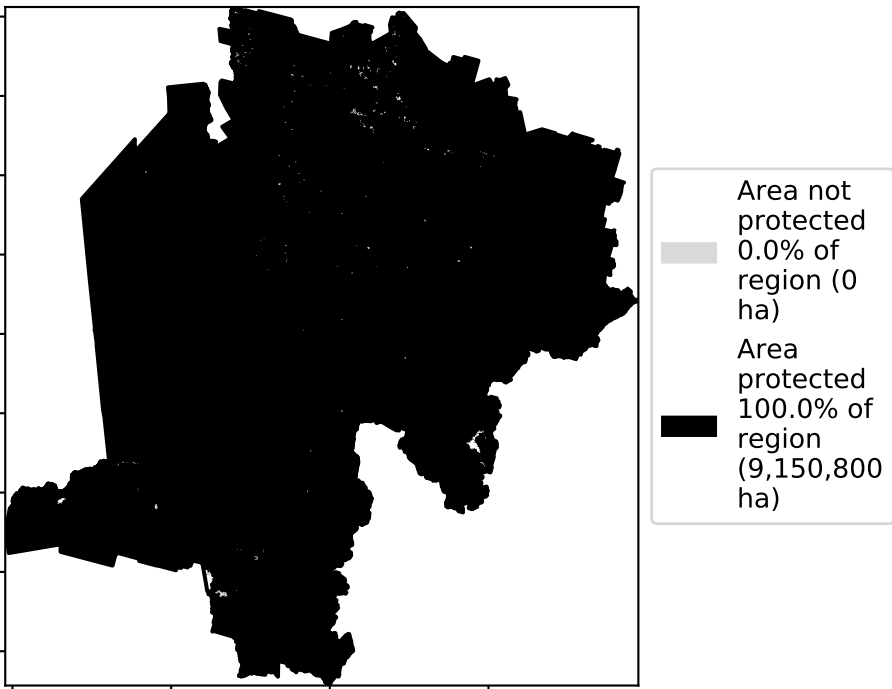 Area not
protected
0.0% of
region (0
ha)
Area
protected
100.0% of
region
(9,150,800
ha)